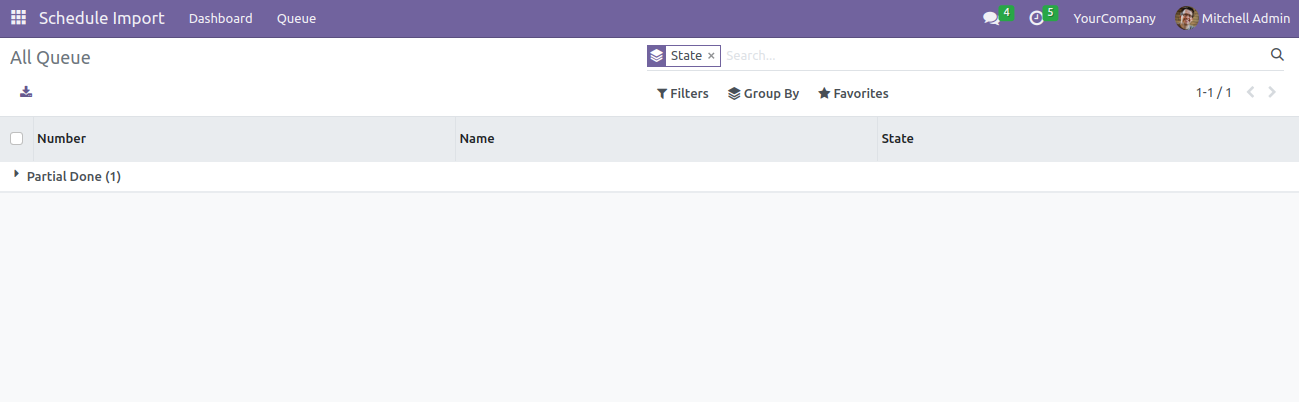 Schedule Import Dashboard Queue 4 5 YourCompany Mitchell Admin
All Queue State × Search...
Filters Group By Favorites 1-1 / 1
Number Name State
Partial Done (1)